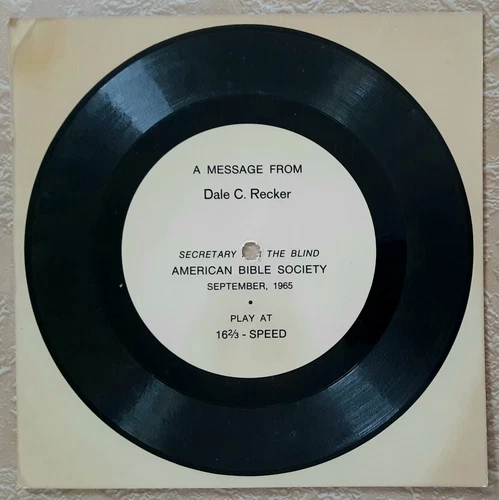 A MESSAGE FROM
Dale C. Recker
SECRETARY THE BLIND
AMERICAN BIBLE SOCIETY
SEPTEMBER, 1965
•
PLAY AT
16⅔ - SPEED